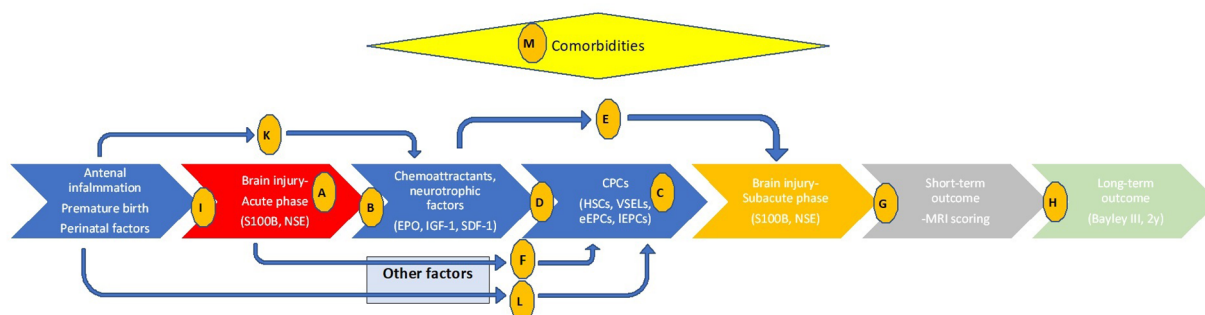 M
Comorbidities
K
E
Antenal
infalmmation
Premature birth
Perinatal factors
I
Brain injury-
Acute phase
(S100B, NSE)
A
B
Chemoattractants,
neurotrophic
factors
(EPO, IGF-1, SDF-1)
D
CPCs
(HSCs, VSELs,
eEPCs, lEPCs)
C
Brain injury-
Subacute phase
(S100B, NSE)
G
Short-term
outcome
-MRI scoring
H
Long-term
outcome
(Bayley III, 2y)
Other factors
F
L